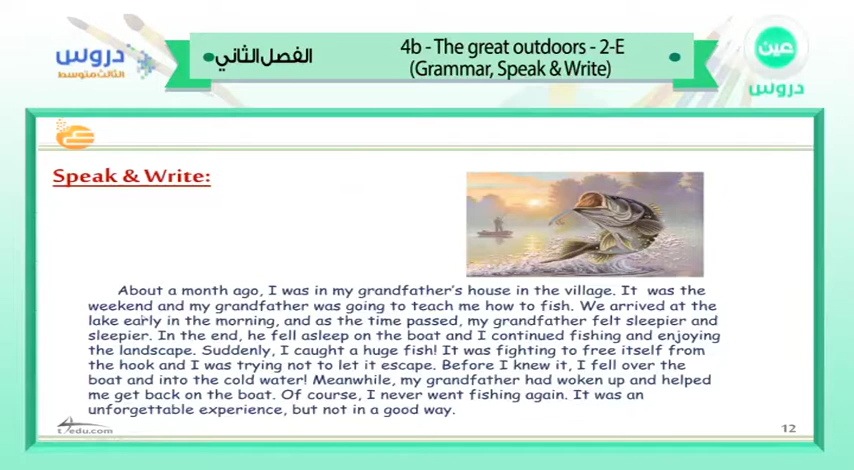 دروس
الثالث متوسط
الفصل الثاني
4b - The great outdoors - 2-E
(Grammar, Speak & Write)
عين
دروس
Speak & Write:
About a month ago, I was in my grandfather's house in the village. It was the
weekend and my grandfather was going to teach me how to fish. We arrived at the
lake early in the morning, and as the time passed, my grandfather felt sleepier and
sleepier. In the end, he fell asleep on the boat and I continued fishing and enjoying
the landscape. Suddenly, I caught a huge fish! It was fighting to free itself from
the hook and I was trying not to let it escape. Before I knew it, I fell over the
boat and into the cold water! Meanwhile, my grandfather had woken up and helped
me get back on the boat. Of course, I never went fishing again. It was an
unforgettable experience, but not in a good way.
t4edu.com
12